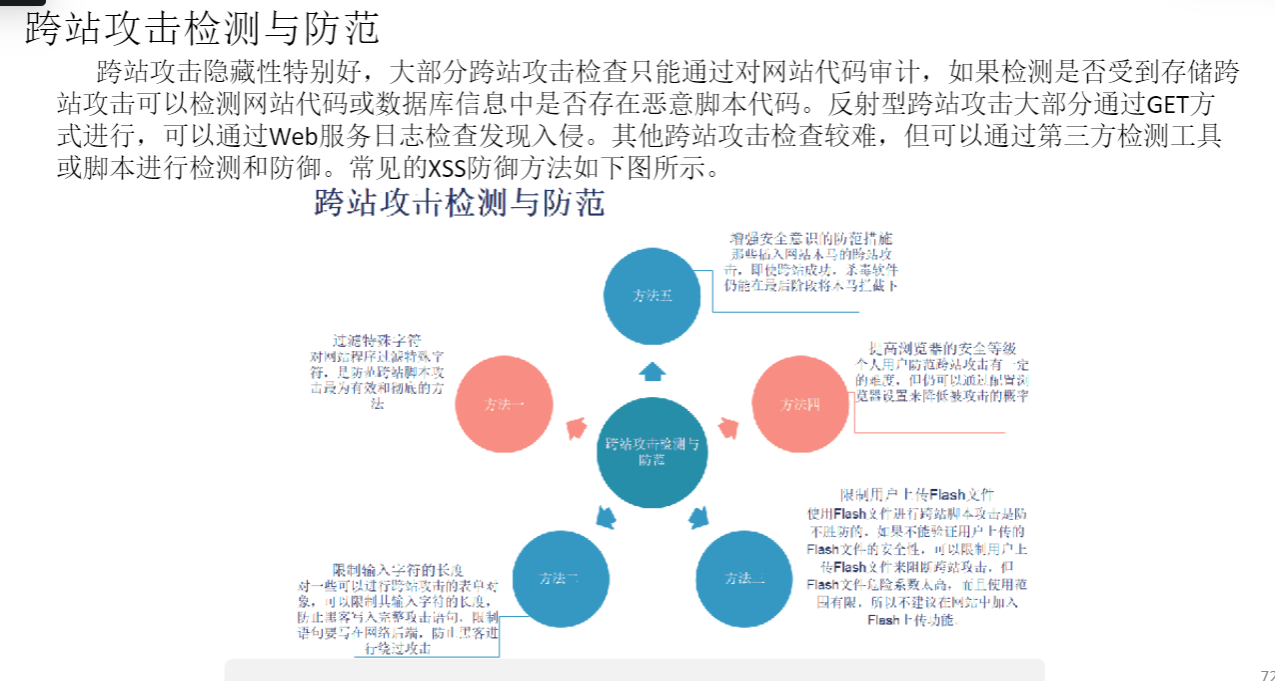 跨站攻击检测与防范
跨站攻击隐藏性特别好，大部分跨站攻击检查只能通过对网站代码审计，如果检测是否受到存储跨
站攻击可以检测网站代码或数据库信息中是否存在恶意脚本代码。反射型跨站攻击大部分通过GET方
式进行，可以通过Web服务日志检查发现入侵。其他跨站攻击检查较难，但可以通过第三方检测工具
或脚本进行检测和防御。常见的XSS防御方法如下图所示。
跨站攻击检测与防范
增强安全意识的防范措施
那些插入网站木马的跨站攻
击，即使跨站成功，杀毒软件
仍能在最后阶段将木马拦截下
方法五
过滤特殊字符
对网站程序过滤特殊字
符，是防范跨站脚本攻
击最为有效和彻底的方
法
方法一
提高浏览器的安全等级
个人用户防范跨站攻击有一定
的难度，但仍可以通过配置浏
览器设置来降低被攻击的概率
方法四
跨站攻击检测与
防范
限制输入字符的长度
对一些可以进行跨站攻击的表单对
象，可以限制其输入字符的长度，
防止黑客写入完整攻击语句，限制
语句要写在网络后端，防止黑客进
行绕过攻击
方法二
方法三
限制用户上传Flash文件
使用Flash文件进行跨站脚本攻击是防
不胜防的，如果不能验证用户上传的
Flash文件的安全性，可以限制用户上
传Flash文件来阻断跨站攻击，但
Flash文件危险系数太高，而且使用范
围有限，所以不建议在网站中加入
Flash上传功能。
72